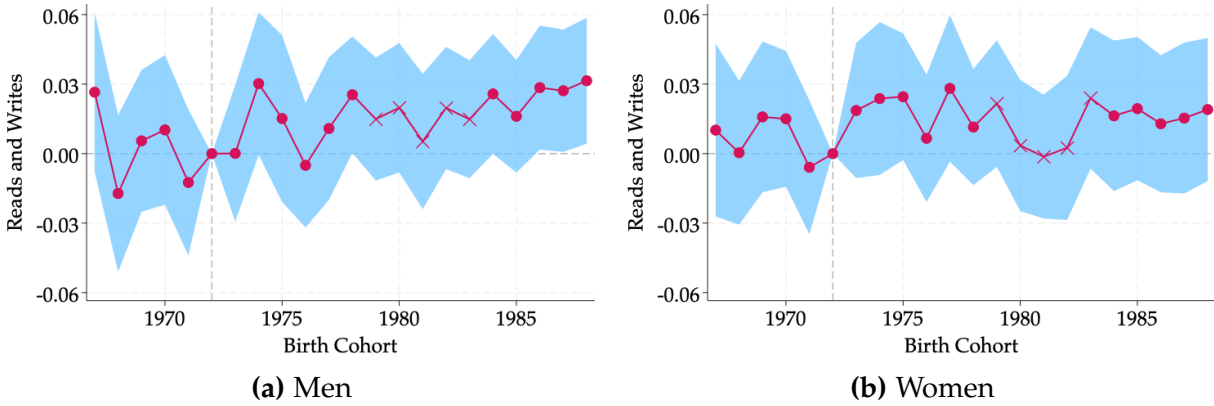 0.06
0.03
0.00
-0.03
-0.06
Reads and Writes
1970 1975 1980 1985
Birth Cohort
(a) Men
0.06
0.03
0.00
-0.03
-0.06
Reads and Writes
1970 1975 1980 1985
Birth Cohort
(b) Women